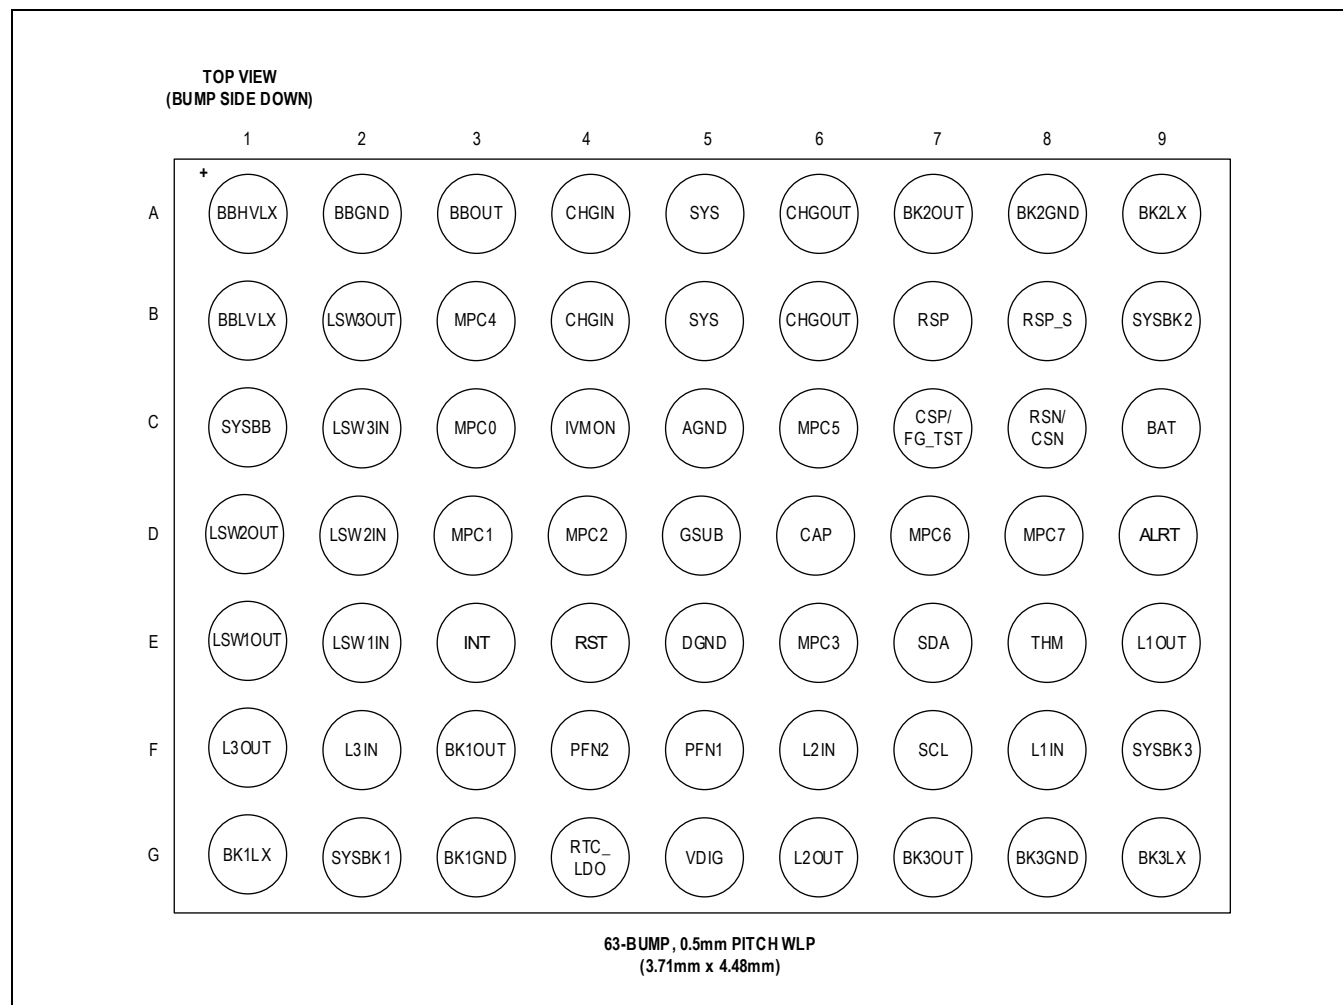 TOP VIEW
(BUMP SIDE DOWN)
1 2 3 4 5 6 7 8 9
+
A BBHVLX BBGND BBOUT CHGIN SYS CHGOUT BK2OUT BK2GND BK2LX
B BBLVLX LSW3OUT MPC4 CHGIN SYS CHGOUT RSP RSP_S SYSBK2
C SYSBB LSW3IN MPC0 IVMON AGND MPC5 CSP/ RSN/ BAT
FG_TST CSN
D LSW2OUT LSW2IN MPC1 MPC2 GSUB CAP MPC6 MPC7 ALRT
E LSW1OUT LSW1IN INT RST DGND MPC3 SDA THM L1OUT
F L3OUT L3IN BK1OUT PFN2 PFN1 L2IN SCL L1IN SYSBK3
G BK1LX SYSBK1 BK1GND RTC_ VDIG L2OUT BK3OUT BK3GND BK3LX
LDO
63-BUMP, 0.5mm PITCH WLP
(3.71mm x 4.48mm)